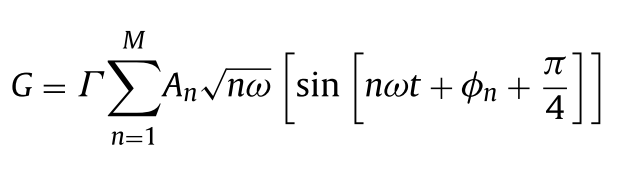 G = Γ∑_{n=1}^{M} A_n√(nω) [sin [nωt + ϕ_n + π/4]]